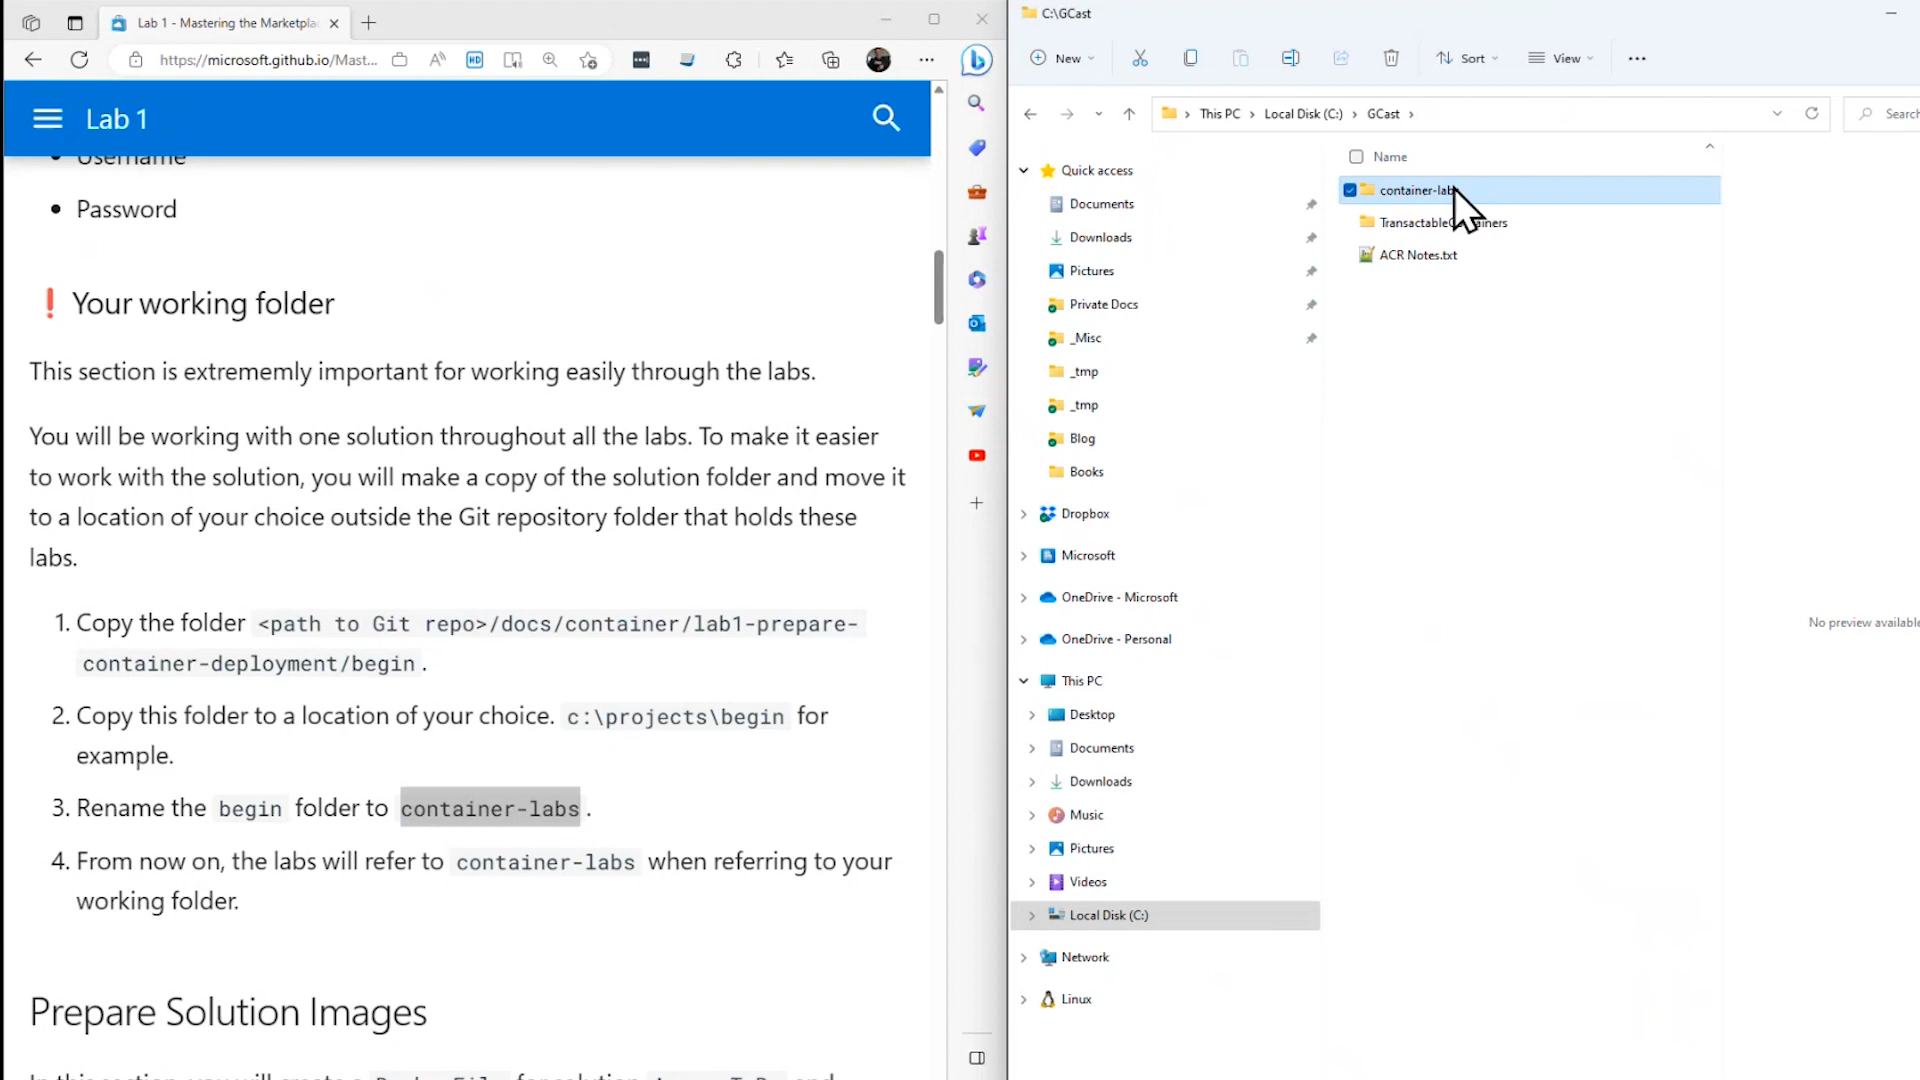 Lab 1 - Mastering the Marketpla
https://microsoft.github.io/Mast...
Lab 1
Username
Password
❗ Your working folder
This section is extrememly important for working easily through the labs.
You will be working with one solution throughout all the labs. To make it easier
to work with the solution, you will make a copy of the solution folder and move it
to a location of your choice outside the Git repository folder that holds these
labs.
1. Copy the folder <path to Git repo>/docs/container/lab1-prepare-
container-deployment/begin.
2. Copy this folder to a location of your choice. c:\projects\begin for
example.
3. Rename the begin folder to container-labs.
4. From now on, the labs will refer to container-labs when referring to your
working folder.
Prepare Solution Images
C:\GCast
New
Sort
View
This PC > Local Disk (C:) > GCast >
Search
Quick access
Documents
Downloads
Pictures
Private Docs
_Misc
_tmp
_tmp
Blog
Books
Dropbox
Microsoft
OneDrive - Microsoft
OneDrive - Personal
This PC
Desktop
Documents
Downloads
Music
Pictures
Videos
Local Disk (C:)
Network
Linux
Name
container-lab
ACR Notes.txt
No preview available